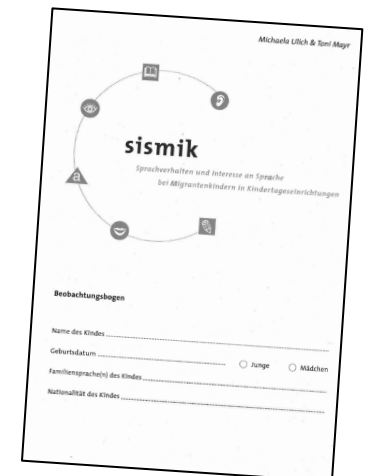 Michaela Ulich & Toni Mayr
a
sismik
Sprachverhalten und Interesse an Sprache
bei Migrantenkindern in Kindertageseinrichtungen
Beobachtungsbogen
Name des Kindes
Geburtsdatum
Junge
Mädchen
Familiensprache(n) des Kindes
Nationalität des Kindes